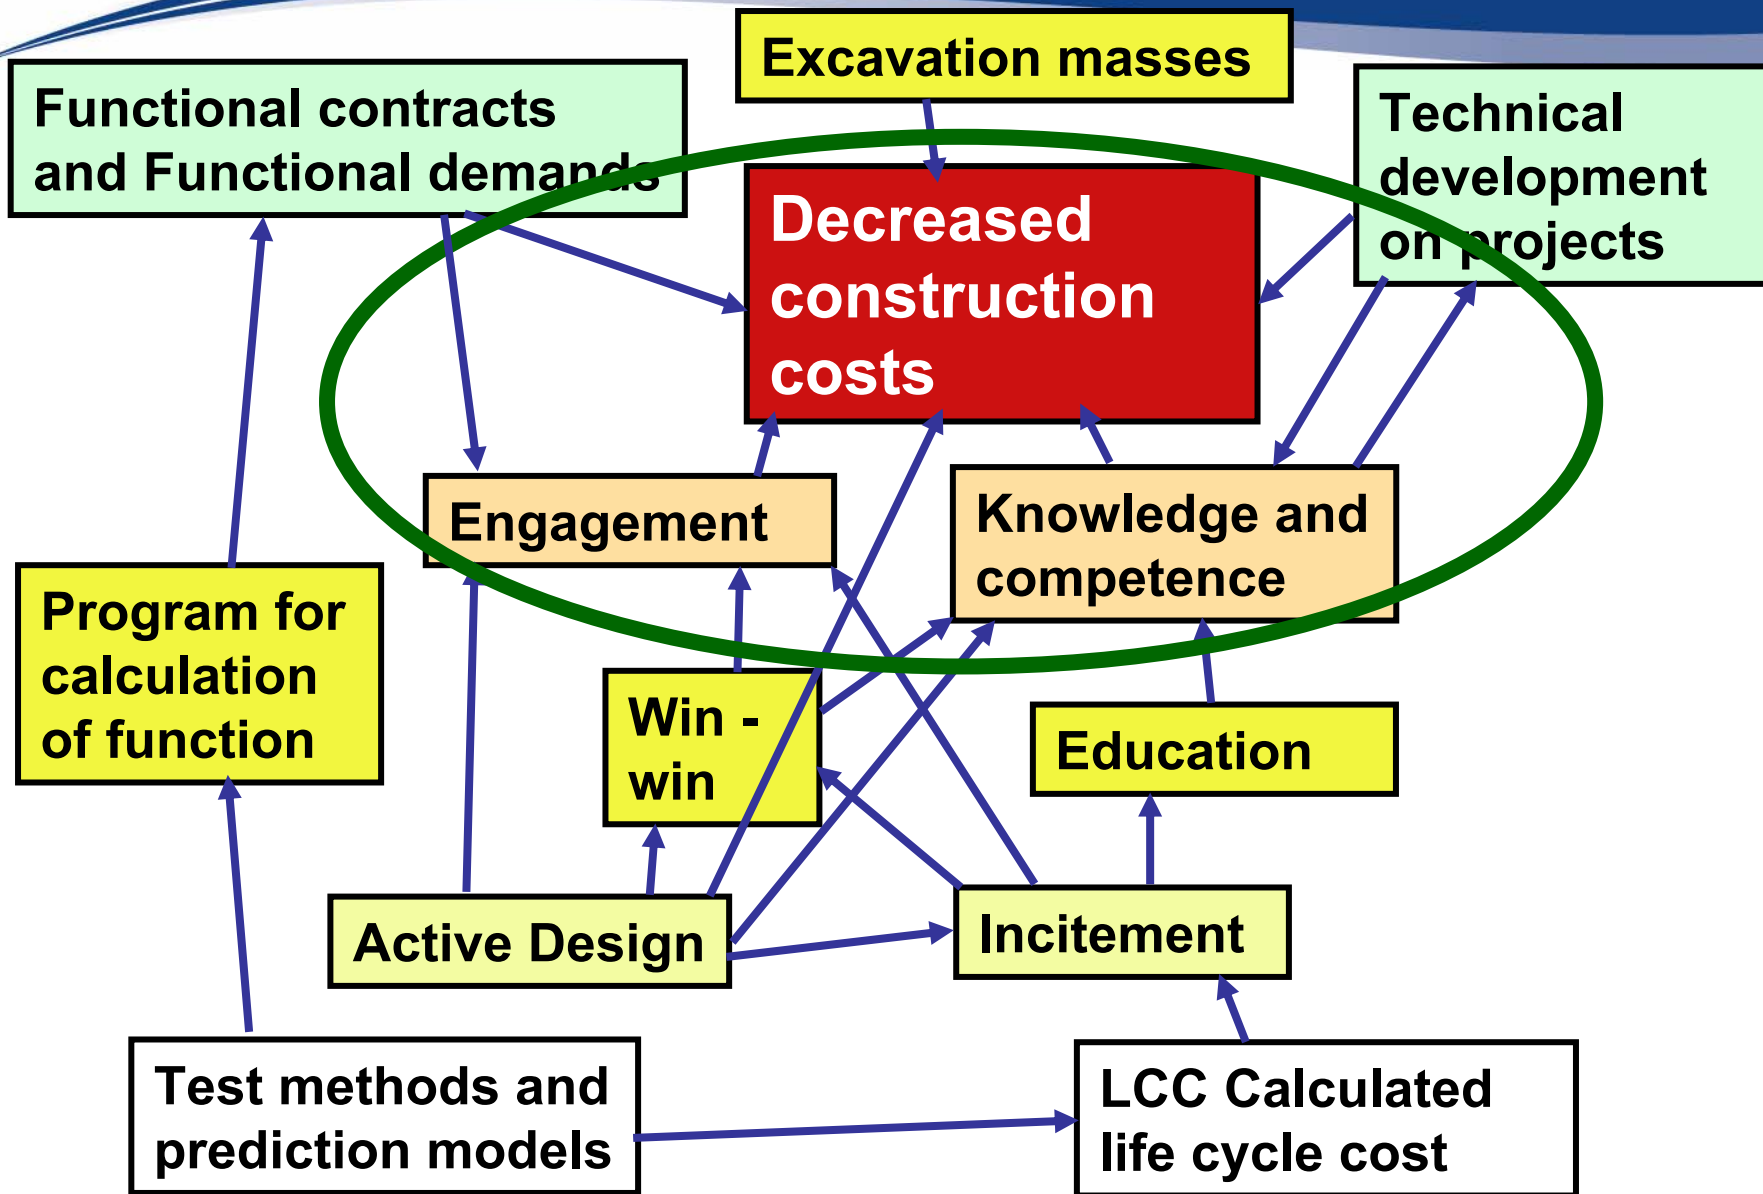 Excavation masses
Functional contracts
and Functional demands
Technical
development
on projects
Decreased
construction
costs
Engagement
Knowledge and
competence
Program for
calculation
of function
Win -
win
Education
Active Design
Incitement
Test methods and
prediction models
LCC Calculated
life cycle cost